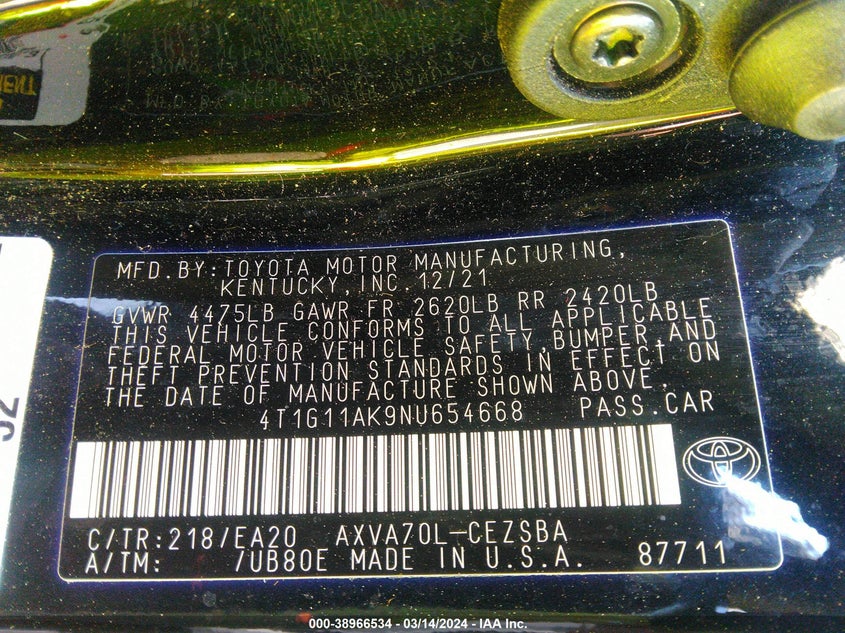 MFD.BY:TOYOTA MOTOR MANUFACTURING,
KENTUCKY,INC.12/21
GVWR 4475LB GAWR FR 2620LB RR 2420LB
THIS VEHICLE CONFORMS TO ALL APPLICABLE
FEDERAL MOTOR VEHICLE SAFETY,BUMPER,AND
THEFT PREVENTION STANDARDS IN EFFECT ON
THE DATE OF MANUFACTURE SHOWN ABOVE.
4T1G11AK9NU654668 PASS.CAR
C/TR:218/EA20 AXVA70L-CEZSBA
A/TM: /UB80E MADE IN U.S.A. 87711
000-38966534 - 03/14/2024 - IAA Inc.